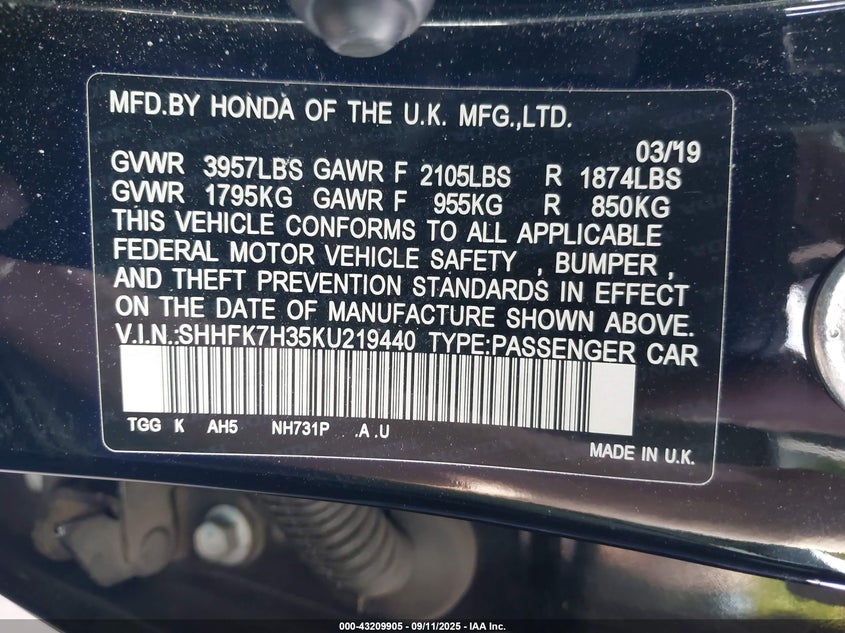 MFD.BY HONDA OF THE U.K. MFG.,LTD.
03/'19
GVWR 3957LBS GAWR F 2105LBS R 1874LBS
GVWR 1795KG GAWR F 955KG R 850KG
THIS VEHICLE CONFORMS TO ALL APPLICABLE
FEDERAL MOTOR VEHICLE SAFETY , BUMPER ,
AND THEFT PREVENTION STANDARDS IN EFFECT
ON THE DATE OF MANUFACTURE SHOWN ABOVE.
V.I.N.:SHHFK7H35KU219440 TYPE:PASSENGER CAR
TGG K AH5 NH731P .A .U
MADE IN U.K.
000-43209905 - 09/11/2025 - IAA Inc.